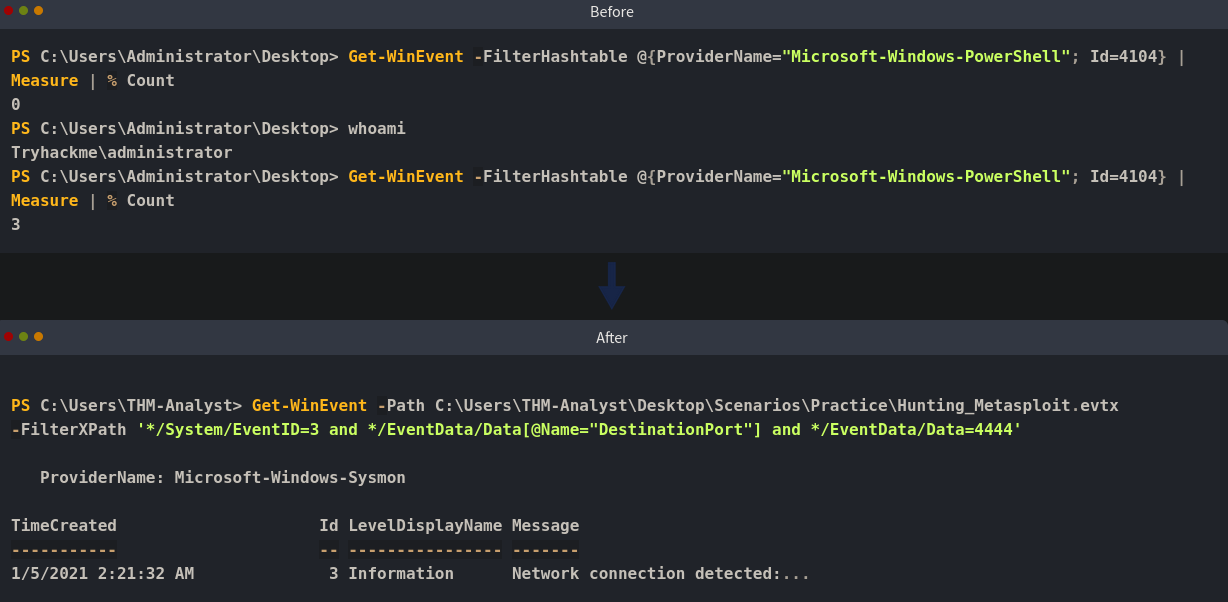 Before
PS C:\Users\Administrator\Desktop> Get-WinEvent -FilterHashtable @{ProviderName="Microsoft-Windows-PowerShell"; Id=4104} |
Measure | % Count
0
PS C:\Users\Administrator\Desktop> whoami
Tryhackme\administrator
PS C:\Users\Administrator\Desktop> Get-WinEvent -FilterHashtable @{ProviderName="Microsoft-Windows-PowerShell"; Id=4104} |
Measure | % Count
3
After
PS C:\Users\THM-Analyst> Get-WinEvent -Path C:\Users\THM-Analyst\Desktop\Scenarios\Practice\Hunting_Metasploit.evtx
-FilterXPath '*/System/EventID=3 and */EventData/Data[@Name="DestinationPort"] and */EventData/Data=4444'
ProviderName: Microsoft-Windows-Sysmon
TimeCreated Id LevelDisplayName Message
----------- -- ---------------- -------
1/5/2021 2:21:32 AM 3 Information Network connection detected:...